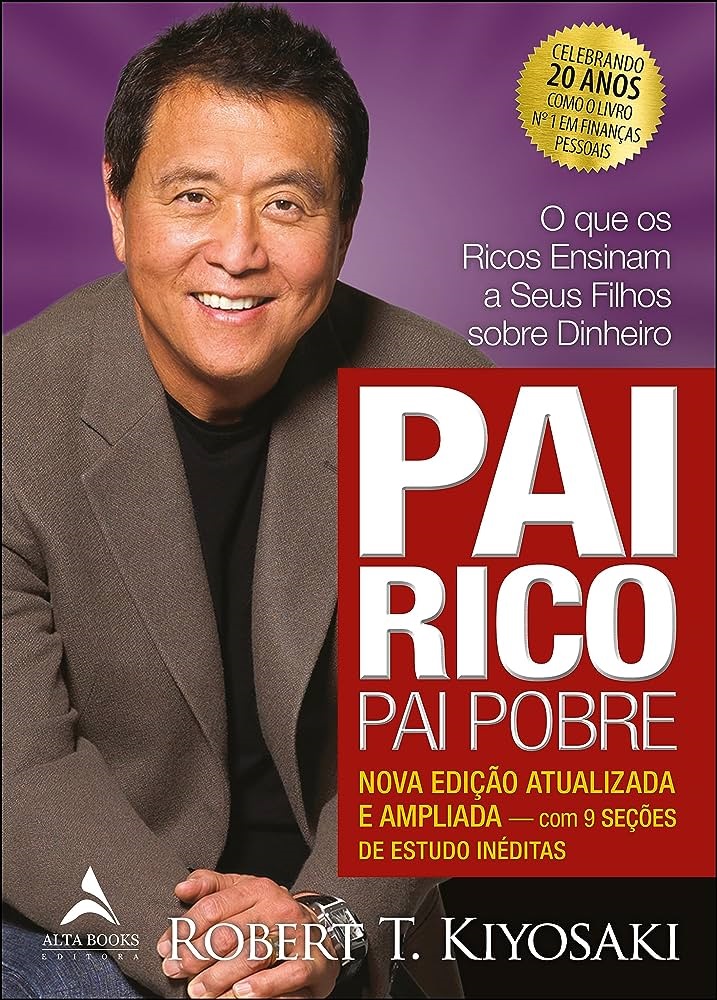 CELEBRANDO
20 ANOS
COMO O LIVRO
Nº 1 EM FINANÇAS
PESSOAIS
O que os
Ricos Ensinam
a Seus Filhos
sobre Dinheiro
PAI
RICO
PAI POBRE
NOVA EDIÇÃO ATUALIZADA
E AMPLIADA — com 9 SEÇÕES
DE ESTUDO INÉDITAS
ALTA BOOKS
EDITORA
ROBERT T. KIYOSAKI